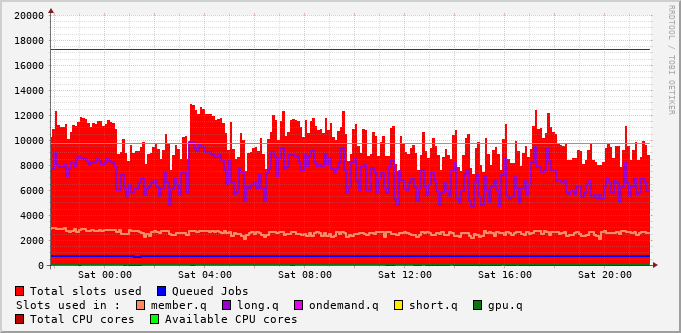 RRDTOOL / TOBI OETIKER
20000
18000
16000
14000
12000
10000
8000
6000
4000
2000
0
Sat 00:00 Sat 04:00 Sat 08:00 Sat 12:00 Sat 16:00 Sat 20:00
Total slots used Queued Jobs
Slots used in : member.q long.q ondemand.q short.q gpu.q
Total CPU cores Available CPU cores